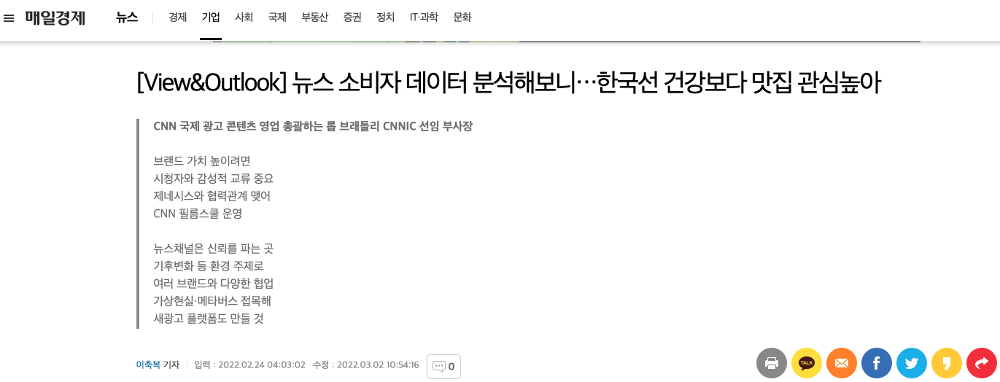 매일경제
뉴스
경제 기업 사회 국제 부동산 증권 정치 IT·과학 문화
[View&Outlook] 뉴스 소비자 데이터 분석해보니…한국선 건강보다 맛집 관심높아
CNN 국제 광고 콘텐츠 영업 총괄하는 롭 브래들리 CNNIC 선임 부사장
브랜드 가치 높이려면
시청자와 감성적 교류 중요
제네시스와 협력관계 맺어
CNN 필름스쿨 운영
뉴스채널은 신뢰를 파는 곳
기후변화 등 환경 주제로
여러 브랜드와 다양한 협업
가상현실·메타버스 접목해
새광고 플랫폼도 만들 것
이축복 기자 입력 : 2022.02.24 04:03:02 수정 : 2022.03.02 10:54:16 0
TALK